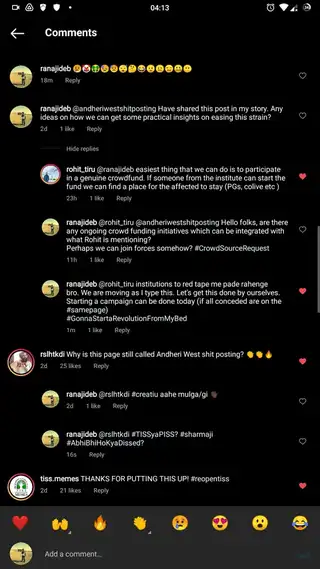 04:13
Comments
ranajideb
18m Reply
ranajideb @andheriwestshitposting Have shared this post in my story. Any
ideas on how we can get some practical insights on easing this strain?
2d 1 like Reply
Hide replies
rohit_tiru @ranajideb easiest thing that we can do is to participate
in a genuine crowdfund. If someone from the institute can start the
fund we can find a place for the affected to stay (PGs, colive etc )
23h 1 like Reply
ranajideb @rohit_tiru @andheriwestshitposting Hello folks, are there
any ongoing crowd funding initiatives which can be integrated with
what Rohit is mentioning?
Perhaps we can join forces somehow? #CrowdSourceRequest
11h 1 like Reply
ranajideb @rohit_tiru institutions to red tape me pade rahenge
bro. We are moving as I type this. Let's get this done by ourselves.
Starting a campaign can be done today (if all conceded are on the
#samepage)
#GonnaStartaRevolutionFromMyBed
1m 1 like Reply
rslhtkdi Why is this page still called Andheri West shit posting? 👏👏🔥
2d 25 likes Reply
ranajideb @rslhtkdi #creatiu aahe mulga/gi
2d 1 like Reply
ranajideb @rslhtkdi #TISSyaPISS? #sharmaji
#AbhiBhiHoKyaDissed?
16s Reply
tiss.memes THANKS FOR PUTTING THIS UP! #reopentiss
2d 21 likes Reply
Add a comment...